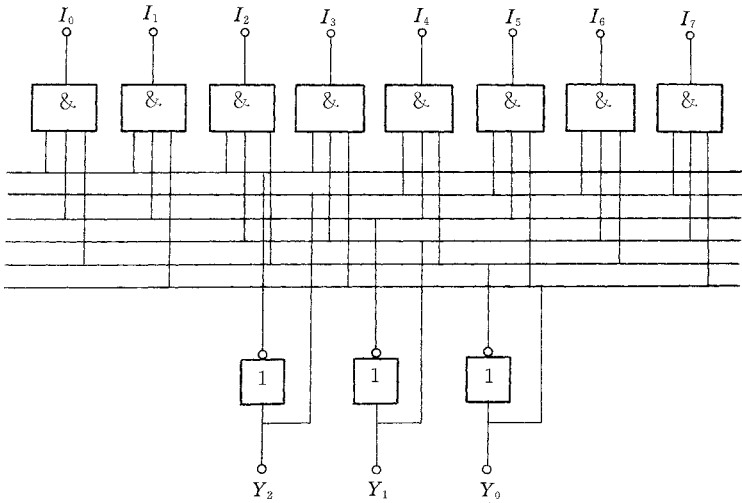 I₀ I₁ I₂ I₃ I₄ I₅ I₆ I₇
& & & & & & & &
1 1 1
Y₂ Y₁ Y₀